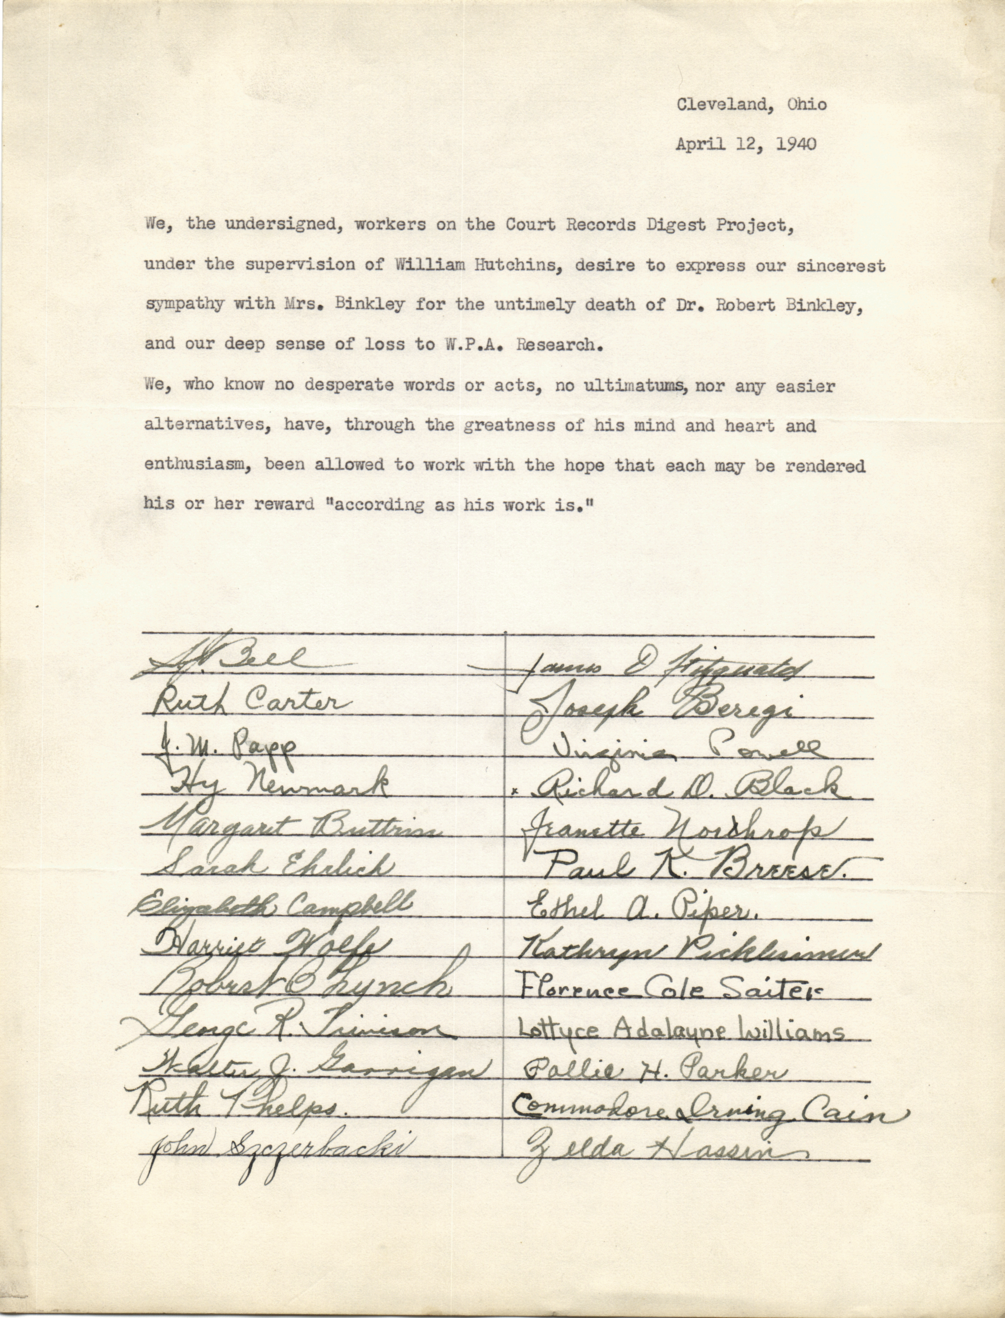 Cleveland, Ohio
April 12, 1940
We, the undersigned, workers on the Court Records Digest Project,
under the supervision of William Hutchins, desire to express our sincerest
sympathy with Mrs. Binkley for the untimely death of Dr. Robert Binkley,
and our deep sense of loss to W.P.A. Research.
We, who know no desperate words or acts, no ultimatums, nor any easier
alternatives, have, through the greatness of his mind and heart and
enthusiasm, been allowed to work with the hope that each may be rendered
his or her reward "according as his work is."
Bell
James D Fitzgerald
Ruth Carter
Joseph Beregi
J. M. Papp
Virginia Powell
Hy Newmark
Richard D. Black
Margaret
Jeanette Northrop
Sarah Ehrlich
Paul K. Breese.
Elizabeth Campbell
Ethel A. Piper.
Harriet Wolfe
Kathryn Picklesimer
Robert Lynch
Florence Cole Saiter
George R.
Lottyce Adalayne Williams
Walter J. Garrigan
Pollie H. Parker
Ruth Phelps.
Commodore Irving Cain
John Szczerbacki
Zelda Hassin